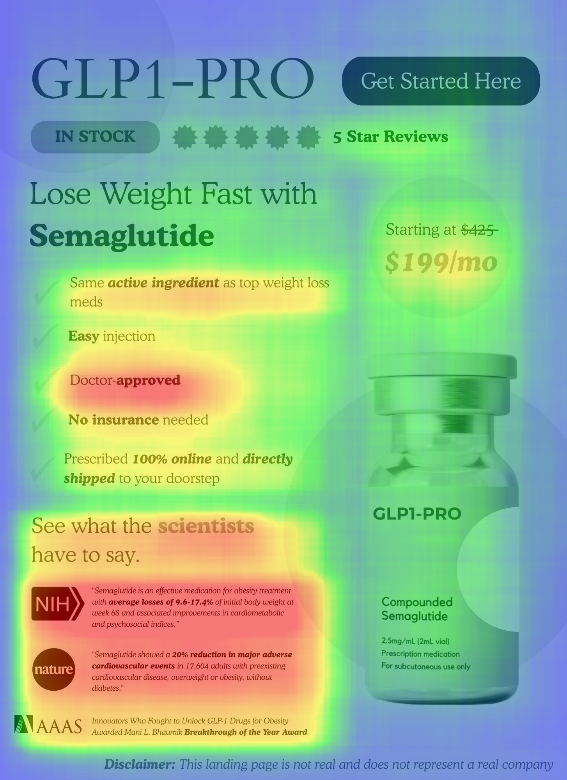 GLP1-PRO
Get Started Here
IN STOCK
5 Star Reviews
Lose Weight Fast with
Semaglutide
Starting at $425
$199/mo
Same active ingredient as top weight loss
meds
Easy injection
Doctor-approved
No insurance needed
Prescribed 100% online and directly
shipped to your doorstep
GLP1-PRO
Compounded
Semaglutide
2.5mg/mL (2mL vial)
Prescription medication
For subcutaneous use only
See what the scientists
have to say.
NIH
"Semaglutide is an effective medication for obesity treatment
with average losses of 9.6-17.4% of initial body weight at
week 68 and associated improvements in cardiometabolic
and psychosocial indices."
nature
"Semaglutide showed a 20% reduction in major adverse
cardiovascular events in 17,604 adults with preexisting
cardiovascular disease, overweight or obesity, without
diabetes."
AAAS
Innovators Who Fought to Unlock GLP-1 Drugs for Obesity
Awarded Mani L. Bhaumik Breakthrough of the Year Award
Disclaimer: This landing page is not real and does not represent a real company